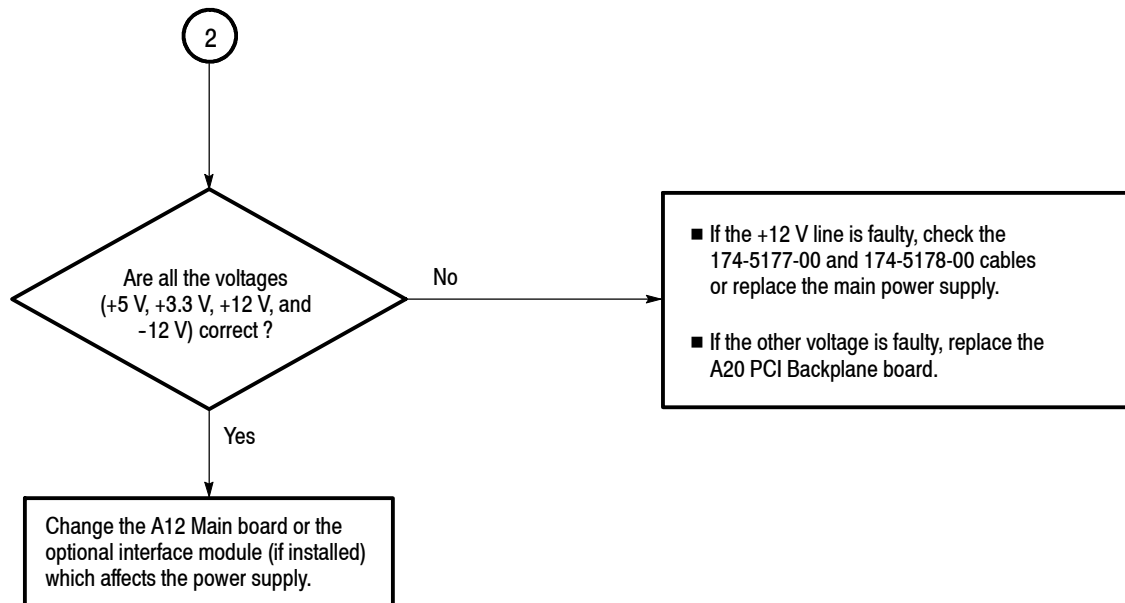 2
Are all the voltages
(+5 V, +3.3 V, +12 V, and
-12 V) correct ?
No
■ If the +12 V line is faulty, check the
174-5177-00 and 174-5178-00 cables
or replace the main power supply.
■ If the other voltage is faulty, replace the
A20 PCI Backplane board.
Yes
Change the A12 Main board or the
optional interface module (if installed)
which affects the power supply.